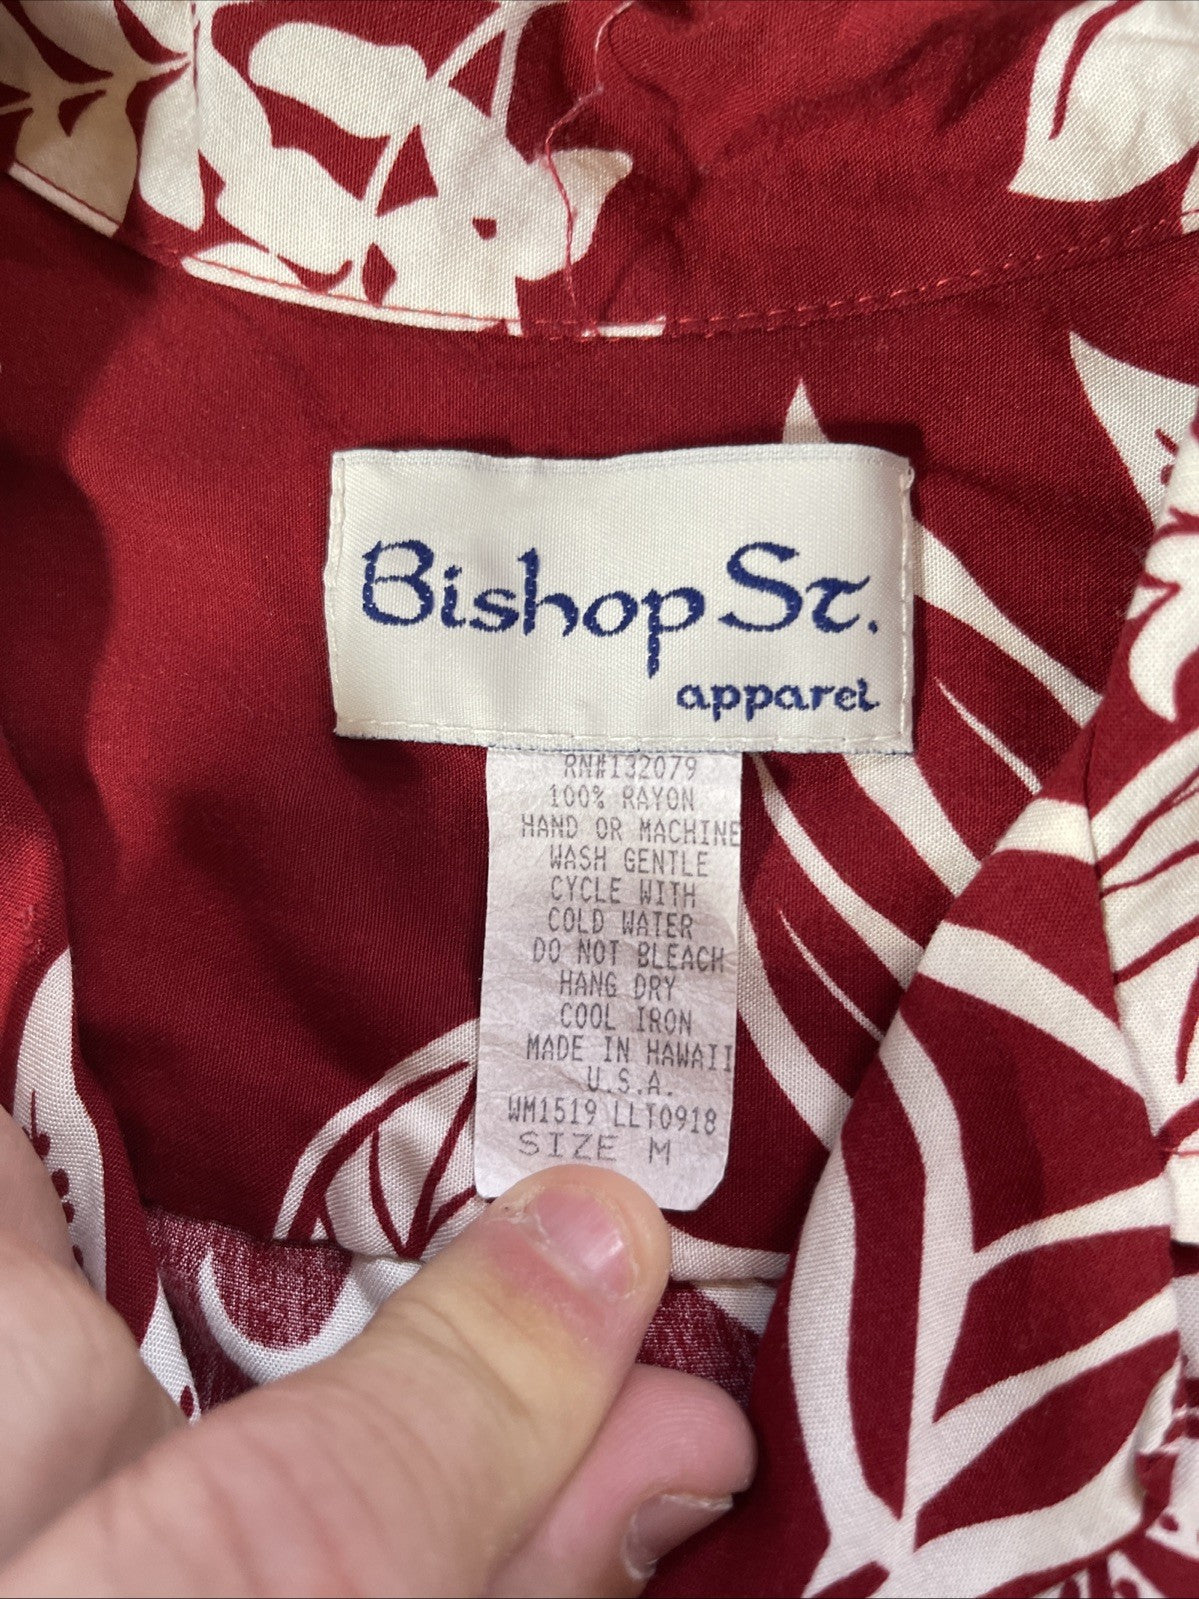 Bishop St.
apparel
RN#132079
100% RAYON
HAND OR MACHINE
WASH GENTLE
CYCLE WITH
COLD WATER
DO NOT BLEACH
HANG DRY
COOL IRON
MADE IN HAWAII
U.S.A.
WM1519 LLT0918
SIZE M